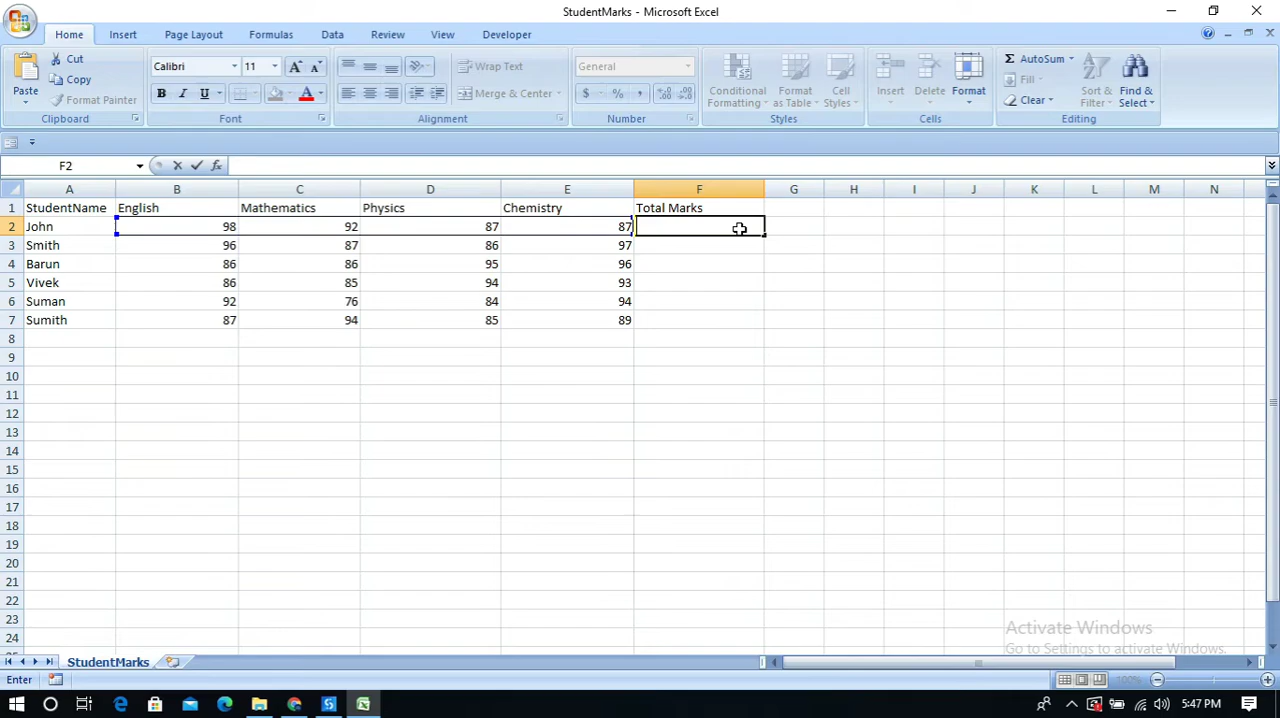 StudentMarks - Microsoft Excel
Home Insert Page Layout Formulas Data Review View Developer
Paste
Cut
Copy
Format Painter
Clipboard
Calibri 11
B I U
Font
Wrap Text
Merge & Center
Alignment
General
$ % ,
Number
Conditional Formatting
Format as Table
Cell Styles
Styles
Insert
Delete
Format
Cells
Σ AutoSum
Fill
Clear
Sort & Filter
Find & Select
Editing
F2 fx
A B C D E F G H I J K L M N
1 StudentName English Mathematics Physics Chemistry Total Marks
2 John 98 92 87 87
3 Smith 96 87 86 97
4 Barun 86 86 95 96
5 Vivek 86 85 94 93
6 Suman 92 76 84 94
7 Sumith 87 94 85 89
8
9
10
11
12
13
14
15
16
17
18
19
20
21
22
23
24
Activate Windows
Go to Settings to activate Windows.
StudentMarks
Enter 100%
5:47 PM